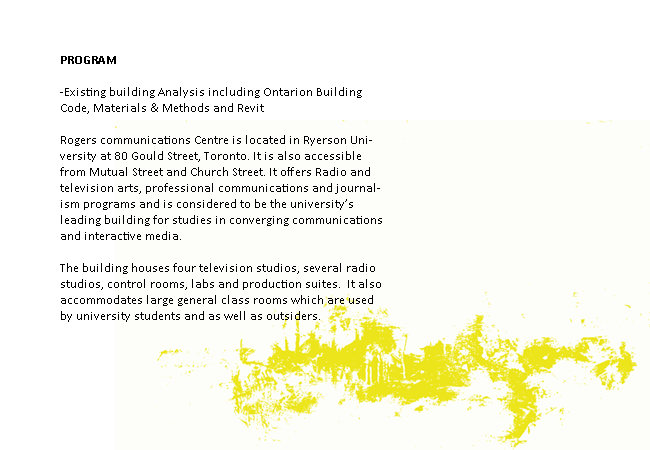 PROGRAM
-Existing building Analysis including Ontarion Building
Code, Materials & Methods and Revit
Rogers communications Centre is located in Ryerson Uni-
versity at 80 Gould Street, Toronto. It is also accessible
from Mutual Street and Church Street. It offers Radio and
television arts, professional communications and journal-
ism programs and is considered to be the university's
leading building for studies in converging communications
and interactive media.
The building houses four television studios, several radio
studios, control rooms, labs and production suites.  It also
accommodates large general class rooms which are used
by university students and as well as outsiders.